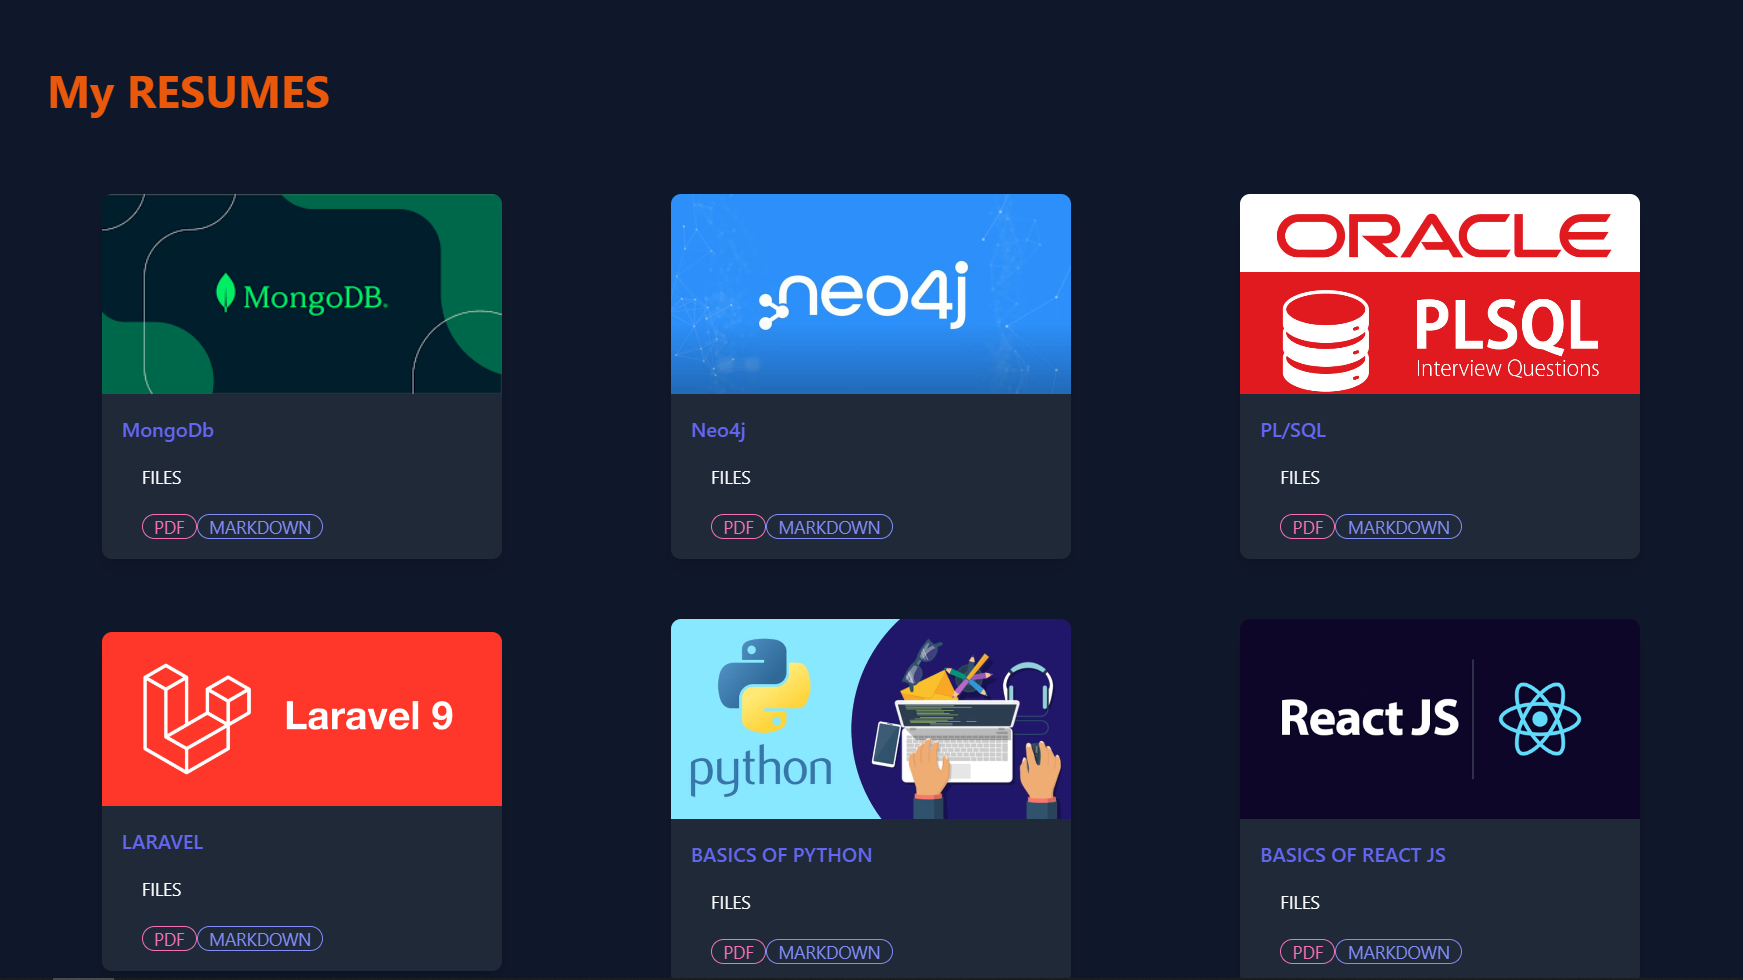 My RESUMES
MongoDB.
MongoDb
FILES
PDF MARKDOWN
neo4j
Neo4j
FILES
PDF MARKDOWN
ORACLE
PLSQL
Interview Questions
PL/SQL
FILES
PDF MARKDOWN
Laravel 9
LARAVEL
FILES
PDF MARKDOWN
python
BASICS OF PYTHON
FILES
PDF MARKDOWN
React JS
BASICS OF REACT JS
FILES
PDF MARKDOWN